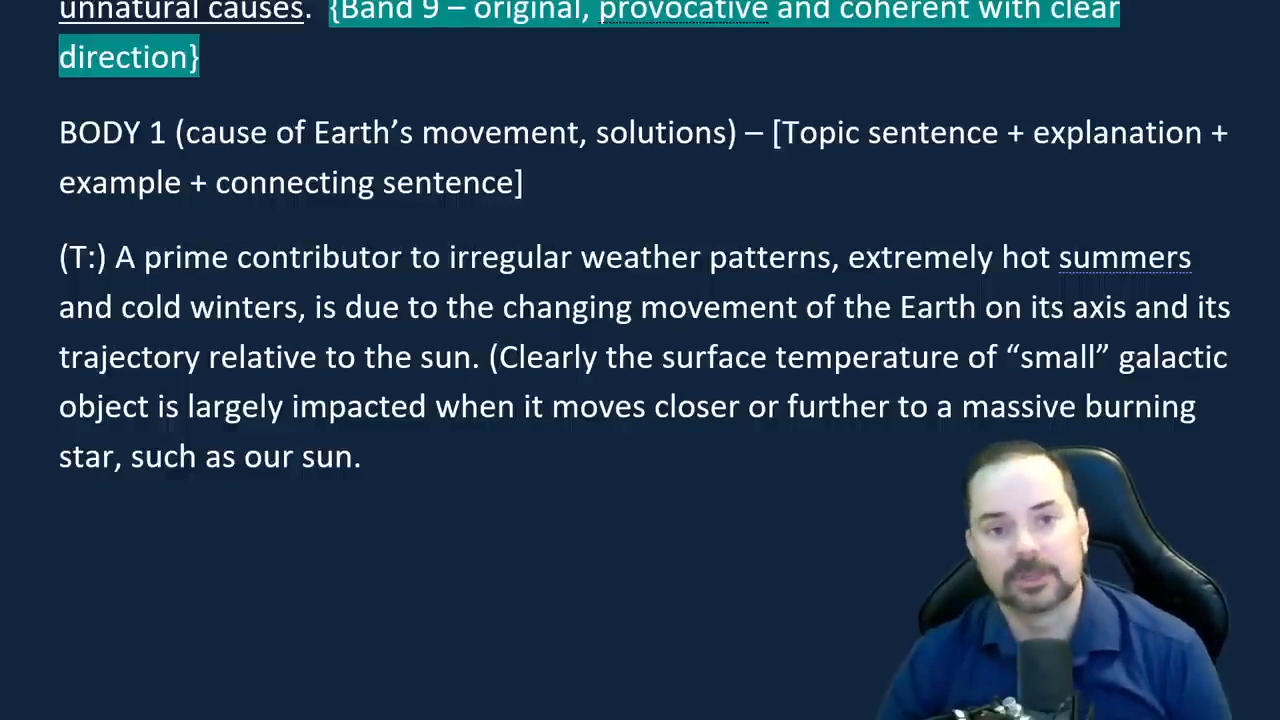 unnatural causes. {Band 9 – original, provocative and coherent with clear
direction}
BODY 1 (cause of Earth’s movement, solutions) – [Topic sentence + explanation +
example + connecting sentence]
(T:) A prime contributor to irregular weather patterns, extremely hot summers
and cold winters, is due to the changing movement of the Earth on its axis and its
trajectory relative to the sun. (Clearly the surface temperature of “small” galactic
object is largely impacted when it moves closer or further to a massive burning
star, such as our sun.